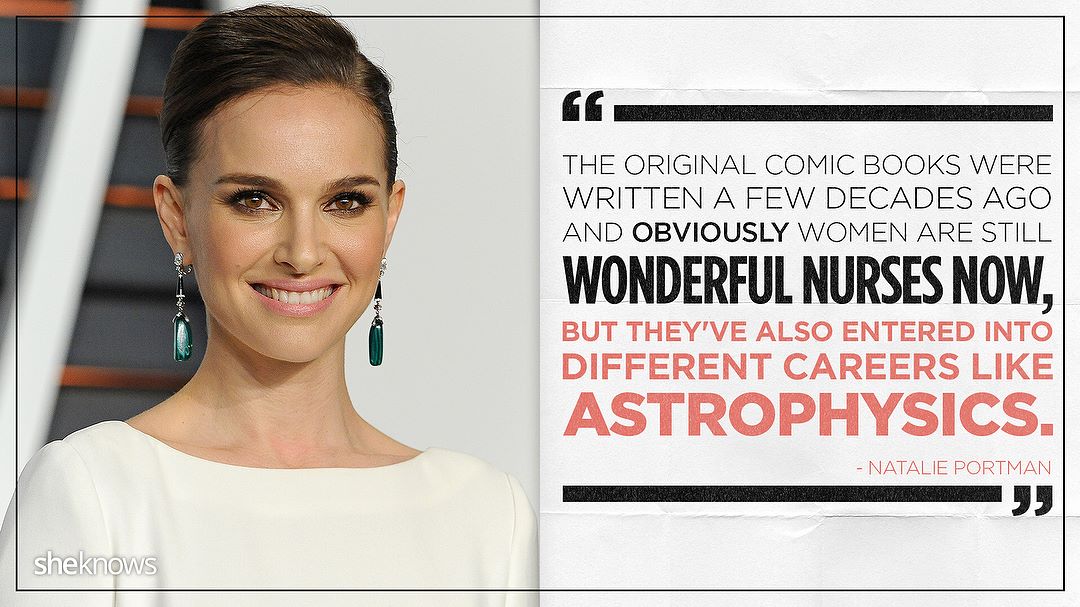 “
THE ORIGINAL COMIC BOOKS WERE
WRITTEN A FEW DECADES AGO
AND OBVIOUSLY WOMEN ARE STILL
WONDERFUL NURSES NOW,
BUT THEY'VE ALSO ENTERED INTO
DIFFERENT CAREERS LIKE
ASTROPHYSICS.
- NATALIE PORTMAN
”
sheknows